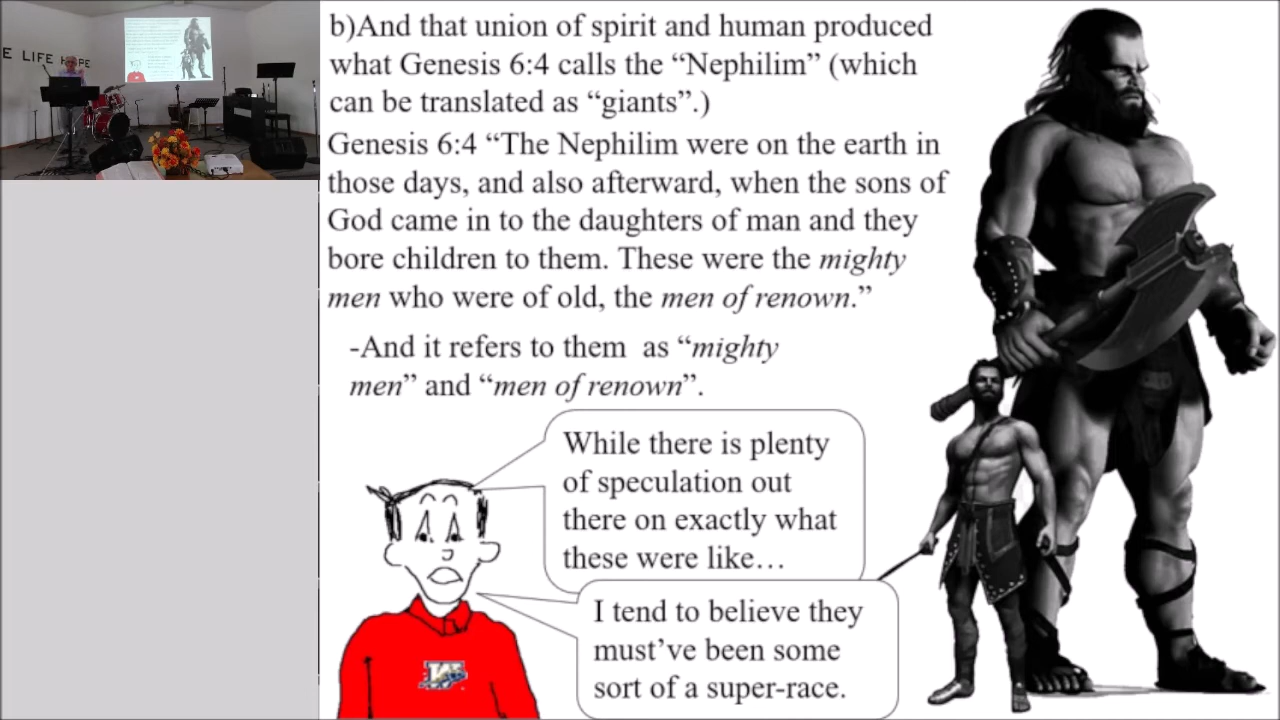 E LIFE H PE
b)And that union of spirit and human produced
what Genesis 6:4 calls the “Nephilim” (which
can be translated as “giants”.)
Genesis 6:4 “The Nephilim were on the earth in
those days, and also afterward, when the sons of
God came in to the daughters of man and they
bore children to them. These were the mighty
men who were of old, the men of renown.”
-And it refers to them as “mighty
men” and “men of renown”.
While there is plenty
of speculation out
there on exactly what
these were like…
I tend to believe they
must’ve been some
sort of a super-race.